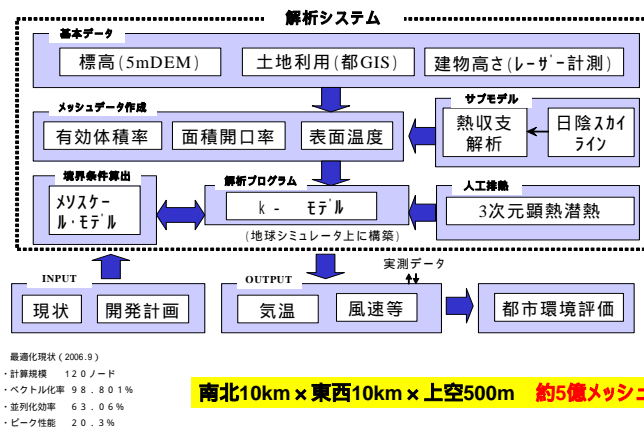 解析システム
基本データ
標高(5mDEM)
土地利用(都GIS)
建物高さ(ﾚｰｻﾞｰ計測)
メッシュデータ作成
有効体積率
面積開口率
表面温度
サブモデル
熱収支
解析
日陰ｽｶｲ
ライン
境界条件算出
ﾒｿｽｹｰ
ﾙ･ﾓﾃﾞﾙ
解析プログラム
k - ﾓﾃﾞﾙ
(地球シミュレータ上に構築)
人工排熱
3次元顕熱潜熱
INPUT
現状
開発計画
OUTPUT
気温
風速等
実測データ
都市環境評価
最適化現状(2006.9)
・計算規模 120ノード
・ベクトル化率 98.801%
・並列化効率 63.06%
・ピーク性能 20.3%
南北10km×東西10km×上空500m 約5億メッシュ